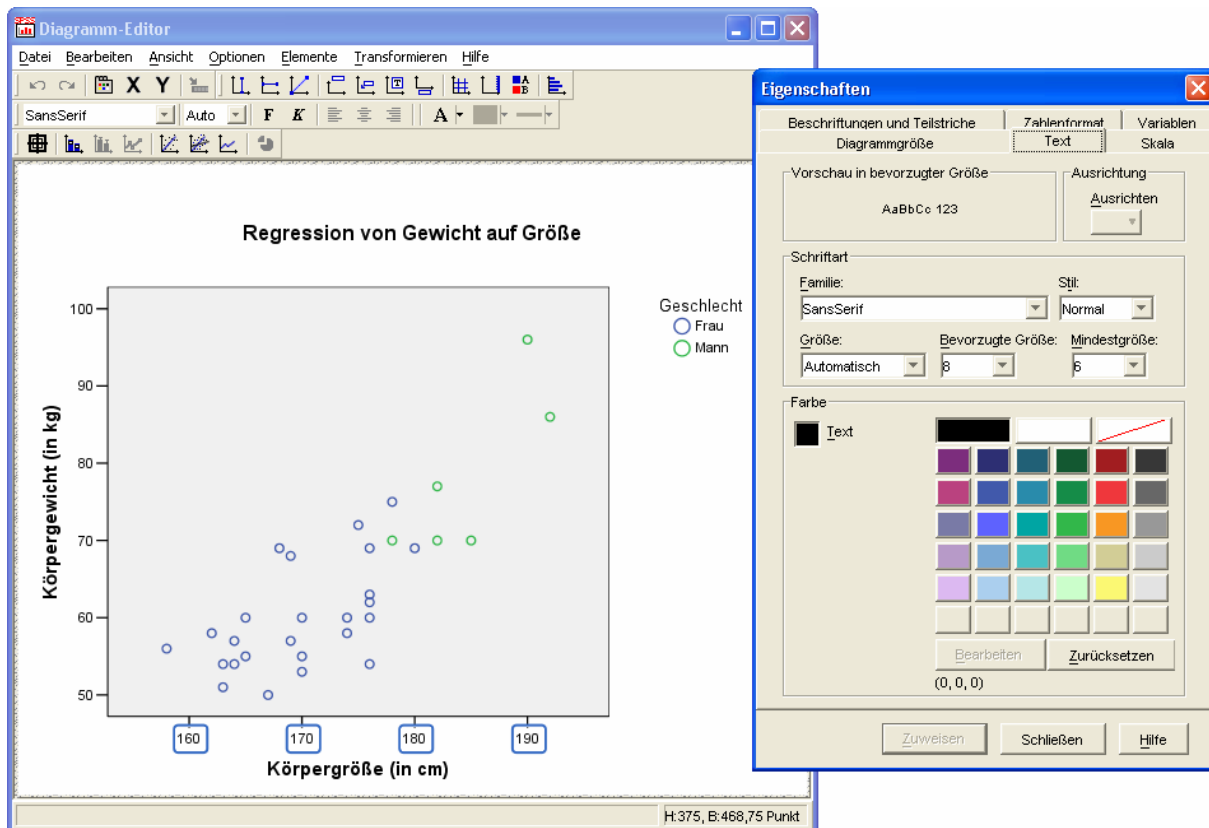 Diagramm-Editor
Datei Bearbeiten Ansicht Optionen Elemente Transformieren Hilfe
X Y
SansSerif Auto F K A
Regression von Gewicht auf Größe
Geschlecht
Frau
Mann
Körpergewicht (in kg)
100
90
80
70
60
50
160 170 180 190
Körpergröße (in cm)
H:375, B:468,75 Punkt
Eigenschaften
Beschriftungen und Teilstriche Zahlenformat Variablen
Diagrammgröße Text Skala
Vorschau in bevorzugter Größe Ausrichtung
AaBbCc 123
Ausrichten
Schriftart
Familie: Stil:
SansSerif Normal
Größe: Bevorzugte Größe: Mindestgröße:
Automatisch 8 6
Farbe
Text
Bearbeiten Zurücksetzen
(0, 0, 0)
Zuweisen Schließen Hilfe